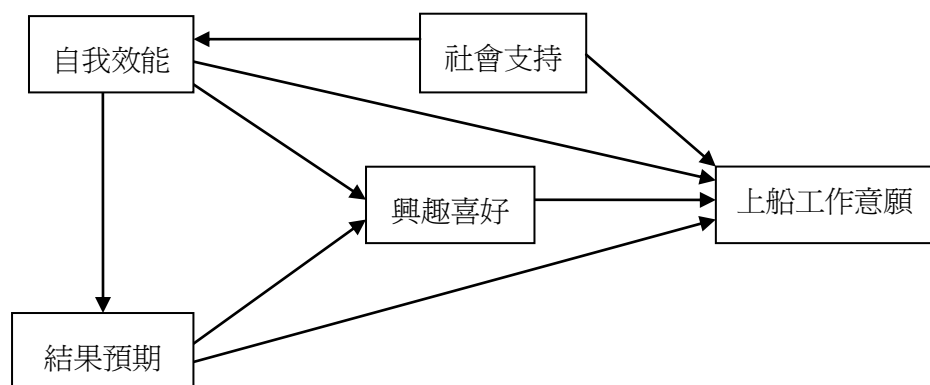 自我效能
社會支持
興趣喜好
上船工作意願
結果預期